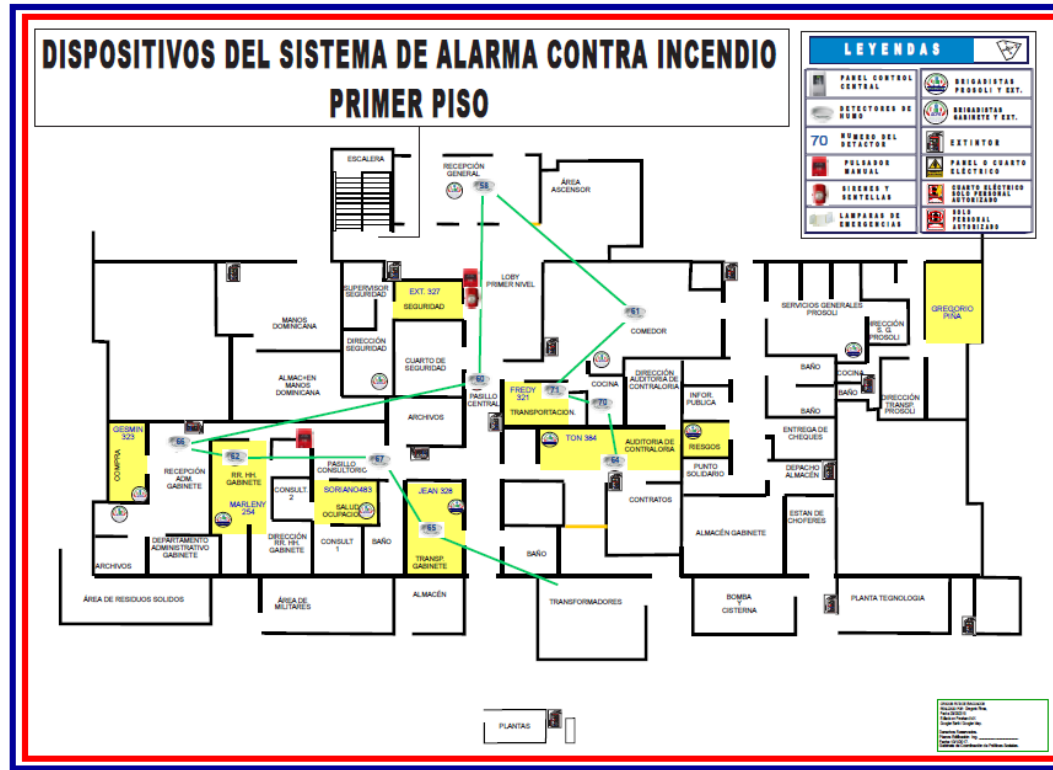 DISPOSITIVOS DEL SISTEMA DE ALARMA CONTRA INCENDIO
PRIMER PISO
LEYENDAS
PANEL CONTROL
CENTRAL
BRIGADISTAS
PROSOLI Y EXT.
DETECTORES DE
HUMO
BRIGADISTAS
GABINETE Y EXT.
70
NUMERO DEL
DETACTOR
EXTINTOR
PULSADOR
MANUAL
PANEL O CUARTO
ELÉCTRICO
SIRENES Y
SENTELLAS
CUARTO ELÉCTRICO
SOLO PERSONAL
AUTORIZADO
LAMPARAS DE
EMERGENCIAS
SOLO
PERSONAL
AUTORIZADO
ESCALERA
RECEPCIÓN
GENERAL
58
ÁREA
ASCENSOR
SUPERVISOR
SEGURIDAD
EXT. 327
SEGURIDAD
LOBY
PRIMER NIVEL
61
COMEDOR
SERVICIOS GENERALES
PROSOLI
DIRECCIÓN
S. G.
PROSOLI
GREGORIO
PIÑA
MANOS
DOMINICANA
DIRECCIÓN
SEGURIDAD
CUARTO DE
SEGURIDAD
ALMAC+EN
MANOS
DOMINICANA
60
PASILLO
CENTRAL
FREDY
321
TRANSPORTACION.
71
COCINA
70
DIRECCIÓN
AUDITORIA DE
CONTRALORIA
INFOR.
PUBLICA
BAÑO
COCINA
BAÑO
DIRECCIÓN
TRANSP.
PROSOLI
BAÑO
ARCHIVOS
GESMIN
323
COMPRA
66
RECEPCIÓN
ADM.
GABINETE
62
RR. HH.
GABINETE
MARLENY
254
PASILLO
CONSULTORIO
67
TON 384
AUDITORIA DE
CONTRALORIA
64
RIESGOS
ENTREGA DE
CHEQUES
PUNTO
SOLIDARIO
DEPACHO
ALMACÉN
CONSULT.
2
SORIANO483
SALUD
OCUPACIO
JEAN 328
65
TRANSP.
GABINETE
CONTRATOS
ESTAN DE
CHOFERES
ALMACÉN GABINETE
ARCHIVOS
DEPARTAMENTO
ADMINISTRATIVO
GABINETE
DIRECCIÓN
RR. HH.
GABINETE
CONSULT
1
BAÑO
BAÑO
ÁREA DE RESIDUOS SOLIDOS
ÁREA DE
MILITARES
ALMACÉN
TRANSFORMADORES
BOMBA
Y
CISTERNA
PLANTA TEGNOLOGIA
PLANTAS